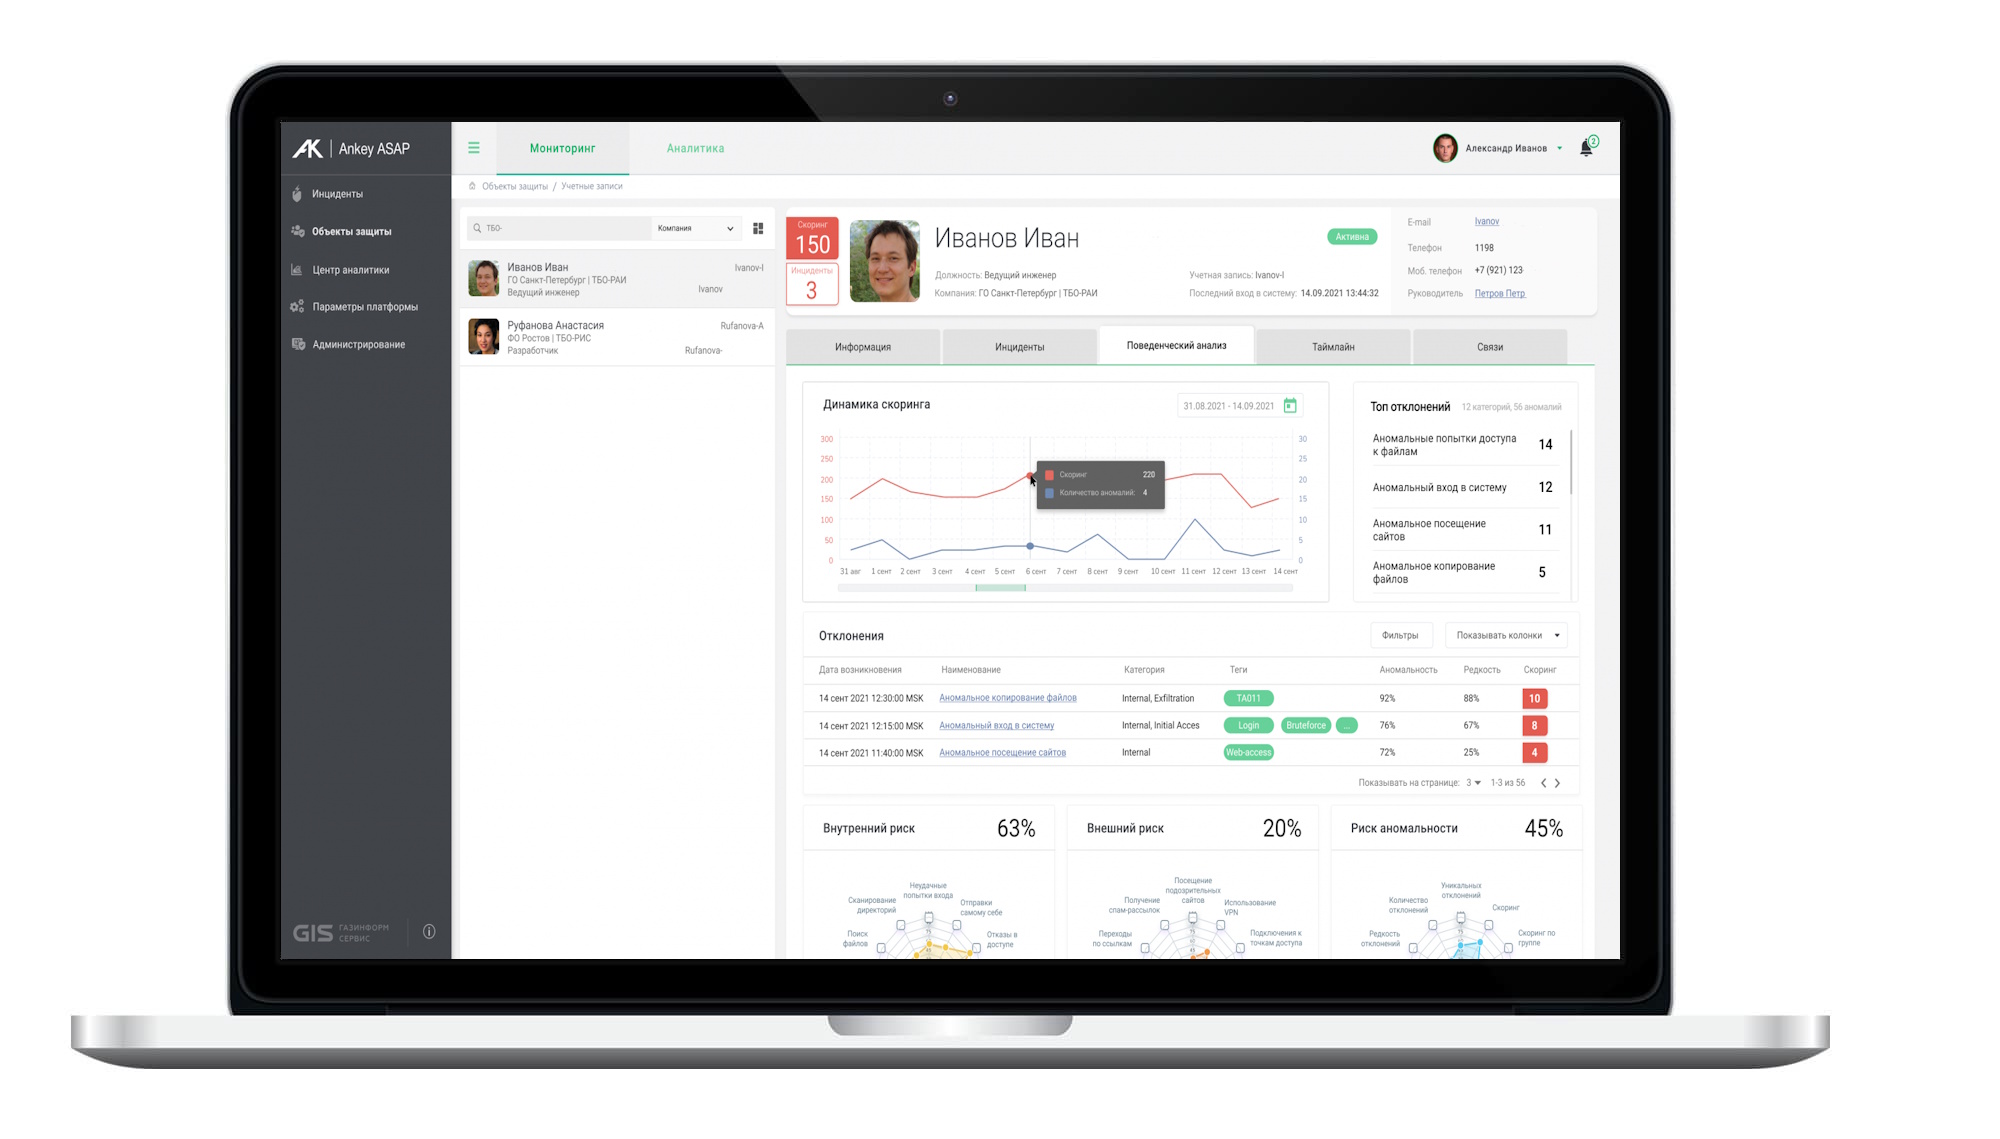 Ankey ASAP
Инциденты
Объекты защиты
Центр аналитики
Параметры платформы
Администрирование
GIS ГАЗИНФОРМ
СЕРВИС
Мониторинг Аналитика
Александр Иванов 2
Объекты защиты / Учетные записи
ТБО- Компания
Иванов Иван Ivanov-I
ГО Санкт-Петербург | ТБО-РАИ
Ведущий инженер Ivanov
Руфанова Анастасия Rufanova-A
ФО Ростов | ТБО-РИС
Разработчик Rufanova-
Скоринг
150
Инциденты
3
Иванов Иван
Активна
Должность: Ведущий инженер
Компания: ГО Санкт-Петербург | ТБО-РАИ
Учетная запись: Ivanov-I
Последний вход в систему: 14.09.2021 13:44:32
E-mail Ivanov
Телефон 1198
Моб. телефон +7 (921) 123
Руководитель Петров Петр
Информация Инциденты Поведенческий анализ Таймлайн Связи
Динамика скоринга 31.08.2021 - 14.09.2021
300 30
250 25
200 20
150 15
100 10
50 5
0 0
Скоринг 220
Количество аномалий: 4
31 авг 1 сент 2 сент 3 сент 4 сент 5 сент 6 сент 7 сент 8 сент 9 сент 10 сент 11 сент 12 сент 13 сент 14 сент
Топ отклонений 12 категорий, 56 аномалий
Аномальные попытки доступа
к файлам 14
Аномальный вход в систему 12
Аномальное посещение
сайтов 11
Аномальное копирование
файлов 5
Отклонения Фильтры Показывать колонки
Дата возникновения Наименование Категория Теги Аномальность Редкость Скоринг
14 сент 2021 12:30:00 MSK Аномальное копирование файлов Internal, Exfiltration TA011 92% 88% 10
14 сент 2021 12:15:00 MSK Аномальный вход в систему Internal, Initial Acces Login Bruteforce ... 76% 67% 8
14 сент 2021 11:40:00 MSK Аномальное посещение сайтов Internal Web-access 72% 25% 4
Показывать на странице: 3 1-3 из 56
Внутренний риск 63%
Неудачные
попытки входа
Сканирование
директорий
Отправки
самому себе
Поиск
файлов
Отказы в
доступе
Внешний риск 20%
Посещение
подозрительных
сайтов
Получение
спам-рассылок
Использование
VPN
Переходы
по ссылкам
Подключения к
точкам доступа
Риск аномальности 45%
Уникальных
отклонений
Количество
отклонений
Скоринг
Редкость
отклонений
Скоринг по
группе